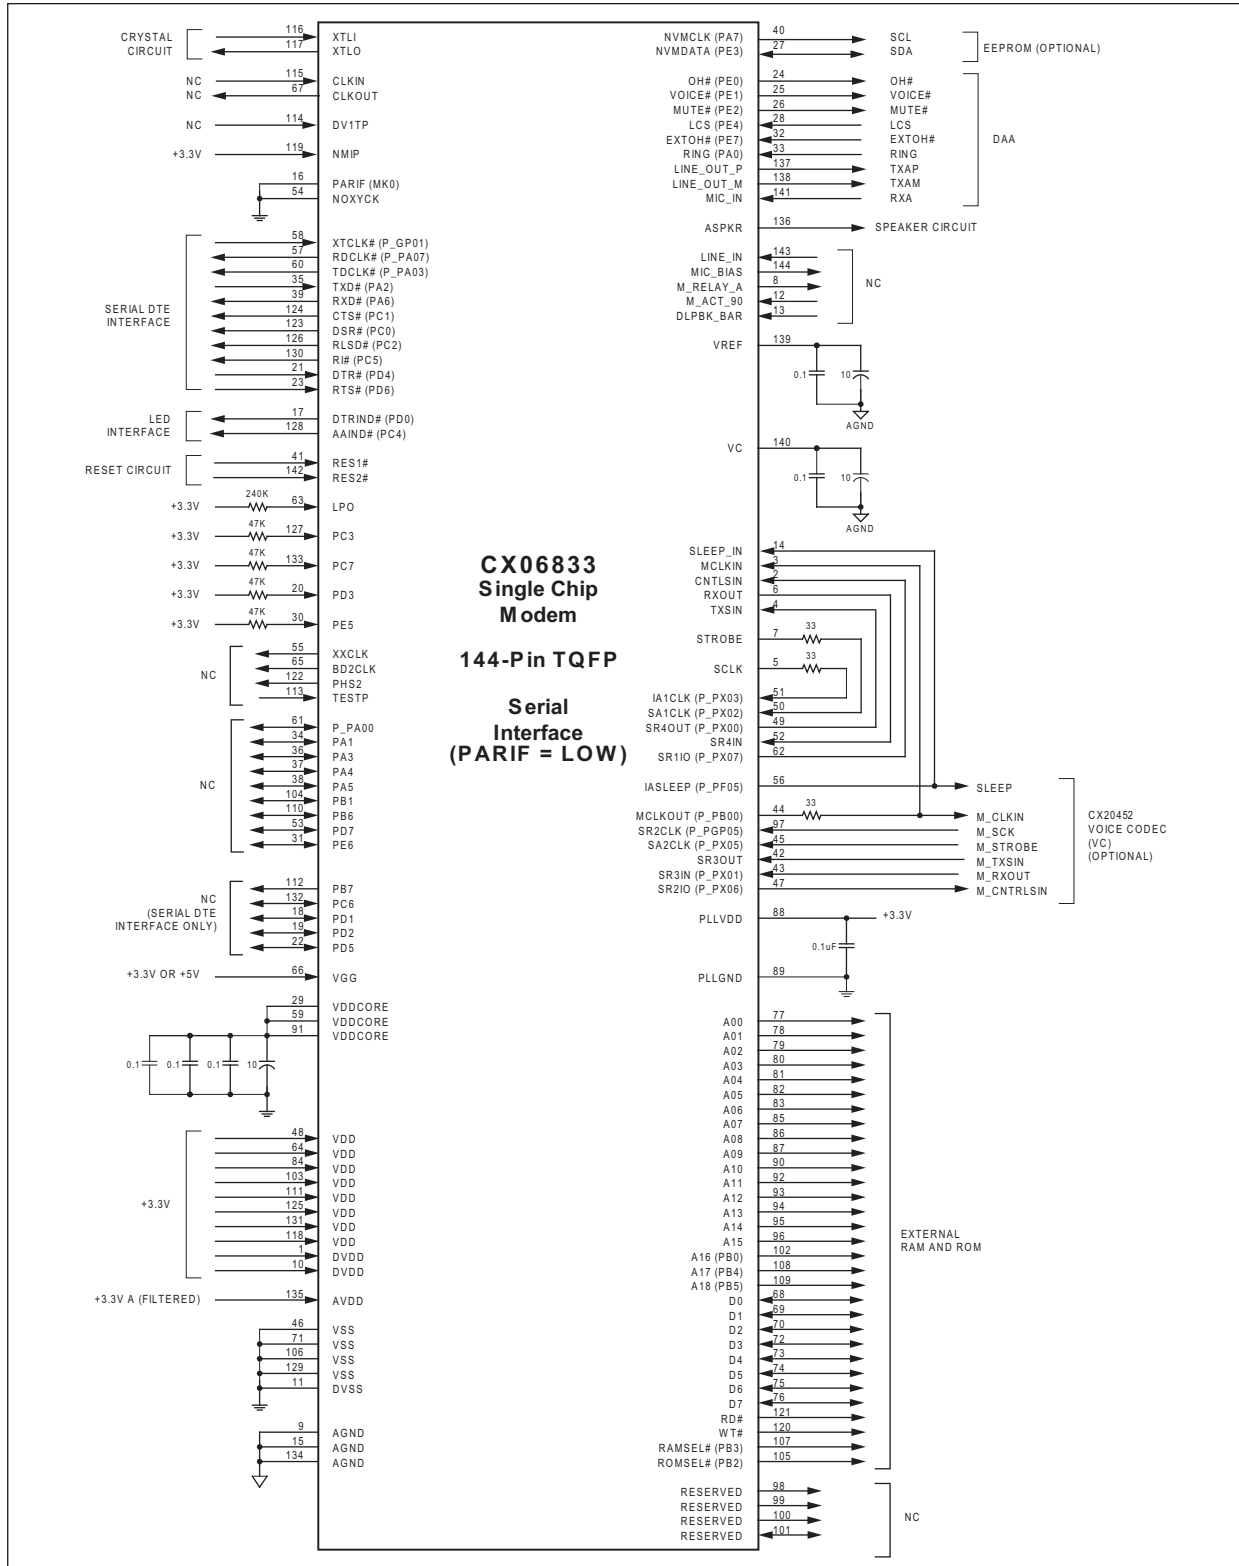 CRYSTAL
CIRCUIT
116 XTLI
117 XTLO
NC 115 CLKIN
NC 67 CLKOUT
NC 114 DV1TP
+3.3V 119 NMIP
16 PARIF (MK0)
54 NOXYCK
SERIAL DTE
INTERFACE
58 XTCLK# (P_GP01)
57 RDCLK# (P_PA07)
60 TDCLK# (P_PA03)
35 TXD# (PA2)
39 RXD# (PA6)
124 CTS# (PC1)
123 DSR# (PC0)
126 RLSD# (PC2)
130 RI# (PC5)
21 DTR# (PD4)
23 RTS# (PD6)
LED
INTERFACE
17 DTRIND# (PD0)
128 AAIND# (PC4)
RESET CIRCUIT
41 RES1#
142 RES2#
+3.3V 240K 63 LPO
+3.3V 47K 127 PC3
+3.3V 47K 133 PC7
+3.3V 47K 20 PD3
+3.3V 47K 30 PE5
NC
55 XXCLK
65 BD2CLK
122 PHS2
113 TESTP
NC
61 P_PA00
34 PA1
36 PA3
37 PA4
38 PA5
104 PB1
110 PB6
53 PD7
31 PE6
NC
(SERIAL DTE
INTERFACE ONLY)
112 PB7
132 PC6
18 PD1
19 PD2
22 PD5
+3.3V OR +5V 66 VGG
29 VDDCORE
59 VDDCORE
91 VDDCORE
0.1 0.1 0.1 10
+3.3V
48 VDD
64 VDD
84 VDD
103 VDD
111 VDD
125 VDD
131 VDD
118 VDD
1 DVDD
10 DVDD
+3.3V A (FILTERED) 135 AVDD
46 VSS
71 VSS
106 VSS
129 VSS
11 DVSS
9 AGND
15 AGND
134 AGND
CX06833
Single Chip
Modem
144-Pin TQFP
Serial
Interface
(PARIF = LOW)
NVMCLK (PA7) 40 SCL
NVMDATA (PE3) 27 SDA
EEPROM (OPTIONAL)
OH# (PE0) 24 OH#
VOICE# (PE1) 25 VOICE#
MUTE# (PE2) 26 MUTE#
LCS (PE4) 28 LCS
EXTOH# (PE7) 32 EXTOH#
RING (PA0) 33 RING
LINE_OUT_P 137 TXAP
LINE_OUT_M 138 TXAM
MIC_IN 141 RXA
DAA
ASPKR 136 SPEAKER CIRCUIT
LINE_IN 143
MIC_BIAS 144
M_RELAY_A 8
M_ACT_90 12
DLPBK_BAR 13
NC
VREF 139
0.1 10
AGND
VC 140
0.1 10
AGND
SLEEP_IN 14
MCLKIN 3
CNTLSIN 2
RXOUT 6
TXSIN 4
STROBE 7 33
SCLK 5 33
IA1CLK (P_PX03) 51
SA1CLK (P_PX02) 50
SR4OUT (P_PX00) 49
SR4IN 52
SR1IO (P_PX07) 62
IASLEEP (P_PF05) 56 SLEEP
MCLKOUT (P_PB00) 44 33 M_CLKIN
SR2CLK (P_PGP05) 97 M_SCK
SA2CLK (P_PX05) 45 M_STROBE
SR3OUT 42 M_TXSIN
SR3IN (P_PX01) 43 M_RXOUT
SR2IO (P_PX06) 47 M_CNTRLSIN
CX20452
VOICE CODEC
(VC)
(OPTIONAL)
PLLVDD 88 +3.3V
0.1uF
PLLGND 89
A00 77
A01 78
A02 79
A03 80
A04 81
A05 82
A06 83
A07 85
A08 86
A09 87
A10 90
A11 92
A12 93
A13 94
A14 95
A15 96
A16 (PB0) 102
A17 (PB4) 108
A18 (PB5) 109
D0 68
D1 69
D2 70
D3 72
D4 73
D5 74
D6 75
D7 76
RD# 121
WT# 120
RAMSEL# (PB3) 107
ROMSEL# (PB2) 105
EXTERNAL
RAM AND ROM
RESERVED 98
RESERVED 99
RESERVED 100
RESERVED 101
NC